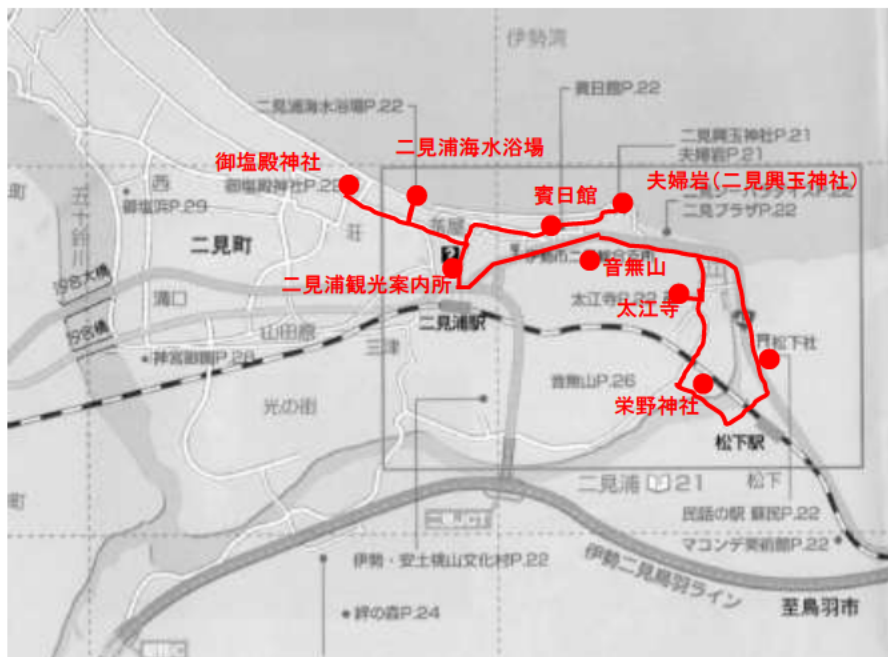 伊勢湾
賓日館P.22
二見浦海水浴場P.22
二見興玉神社P.21
夫婦岩P.21
御塩殿神社
二見浦海水浴場
西
御塩浜P.29
賓日館
夫婦岩(二見興玉神社)
二見プラザP.22
五十鈴川
荘
茶屋
二見町
二見浦観光案内所
音無山
汐合大橋
溝口
太江寺P.22
太江寺
汐合橋
山田原
二見浦駅
三津
松下社
神宮御園P.28
音無山P.26
光の街
栄野神社
松下駅
二見浦 21
松下
民話の駅 蘇民P.22
マコンデ美術館P.22
伊勢・安土桃山文化村P.22
伊勢二見鳥羽ライン
至鳥羽市
絆の森P.24